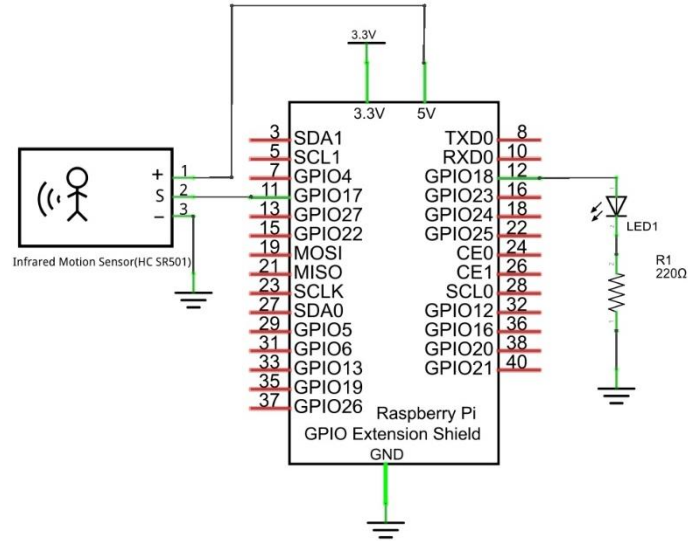 3.3V
3.3V 5V
3 SDA1 TXD0 8
5 SCL1 RXD0 10
7 GPIO4 GPIO18 12
11 GPIO17 GPIO23 16
13 GPIO27 GPIO24 18
15 GPIO22 GPIO25 22
19 MOSI CE0 24
21 MISO CE1 26
23 SCLK SCL0 28
27 SDA0 GPIO12 32
29 GPIO5 GPIO16 36
31 GPIO6 GPIO20 38
33 GPIO13 GPIO21 40
35 GPIO19
37 GPIO26
Raspberry Pi
GPIO Extension Shield
GND
+ 1
S 2
− 3
Infrared Motion Sensor(HC SR501)
LED1
R1
220Ω